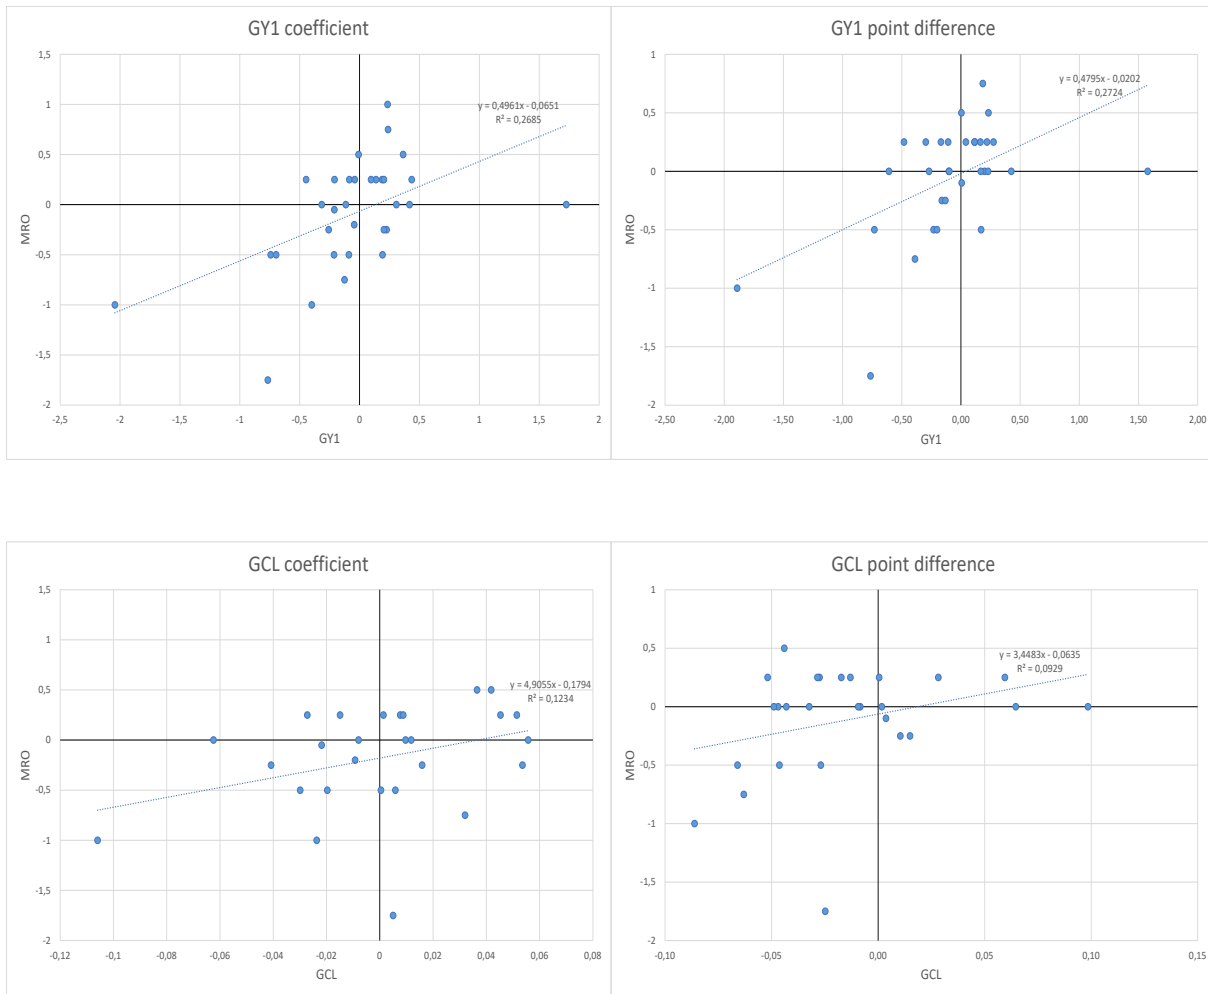 GY1 coefficient
1,5
1
0,5
0
-0,5
-1
-1,5
-2
MRO
y = 0,4961x - 0,0651
R² = 0,2685
-2,5 -2 -1,5 -1 -0,5 0 0,5 1 1,5 2
GY1
GY1 point difference
1
0,5
0
-0,5
-1
-1,5
-2
MRO
y = 0,4795x - 0,0202
R² = 0,2724
-2,50 -2,00 -1,50 -1,00 -0,50 0,00 0,50 1,00 1,50 2,00
GY1
GCL coefficient
1,5
1
0,5
0
-0,5
-1
-1,5
-2
MRO
y = 4,9055x - 0,1794
R² = 0,1234
-0,12 -0,1 -0,08 -0,06 -0,04 -0,02 0 0,02 0,04 0,06 0,08
GCL
GCL point difference
1
0,5
0
-0,5
-1
-1,5
-2
MRO
y = 3,4483x - 0,0635
R² = 0,0929
-0,10 -0,05 0,00 0,05 0,10 0,15
GCL